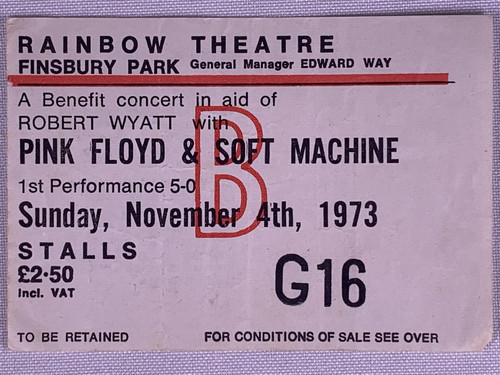 RAINBOW THEATRE
FINSBURY PARK General Manager EDWARD WAY
A Benefit concert in aid of
ROBERT WYATT with
PINK FLOYD & SOFT MACHINE
1st Performance 5-0
Sunday, November 4th, 1973
B
STALLS
£2·50
incl. VAT
G16
TO BE RETAINED FOR CONDITIONS OF SALE SEE OVER